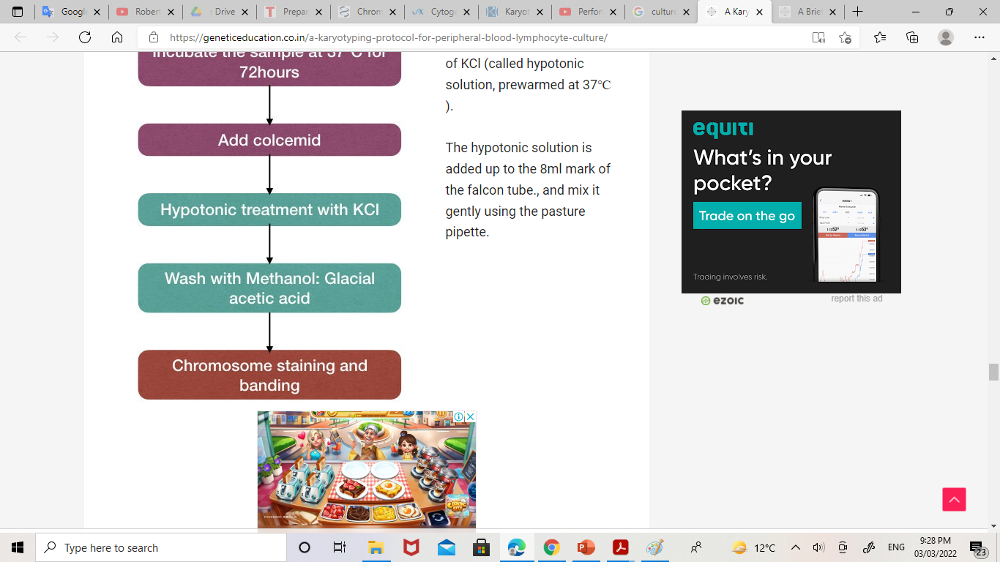 Google
Robert
e Drive
Prepar
Chrom
Cytoge
Karyot
Perfor
culture
A Kary
A Brief
https://geneticeducation.co.in/a-karyotyping-protocol-for-peripheral-blood-lymphocyte-culture/
Incubate the sample at 37°C for
72hours
Add colcemid
Hypotonic treatment with KCl
Wash with Methanol: Glacial
acetic acid
Chromosome staining and
banding
of KCl (called hypotonic
solution, prewarmed at 37°C
).
The hypotonic solution is
added up to the 8ml mark of
the falcon tube., and mix it
gently using the pasture
pipette.
equiti
What's in your
pocket?
Trade on the go
Trading involves risk.
ezoic
report this ad
COOKING
CITY
Type here to search
12°C
ENG
9:28 PM
03/03/2022
23